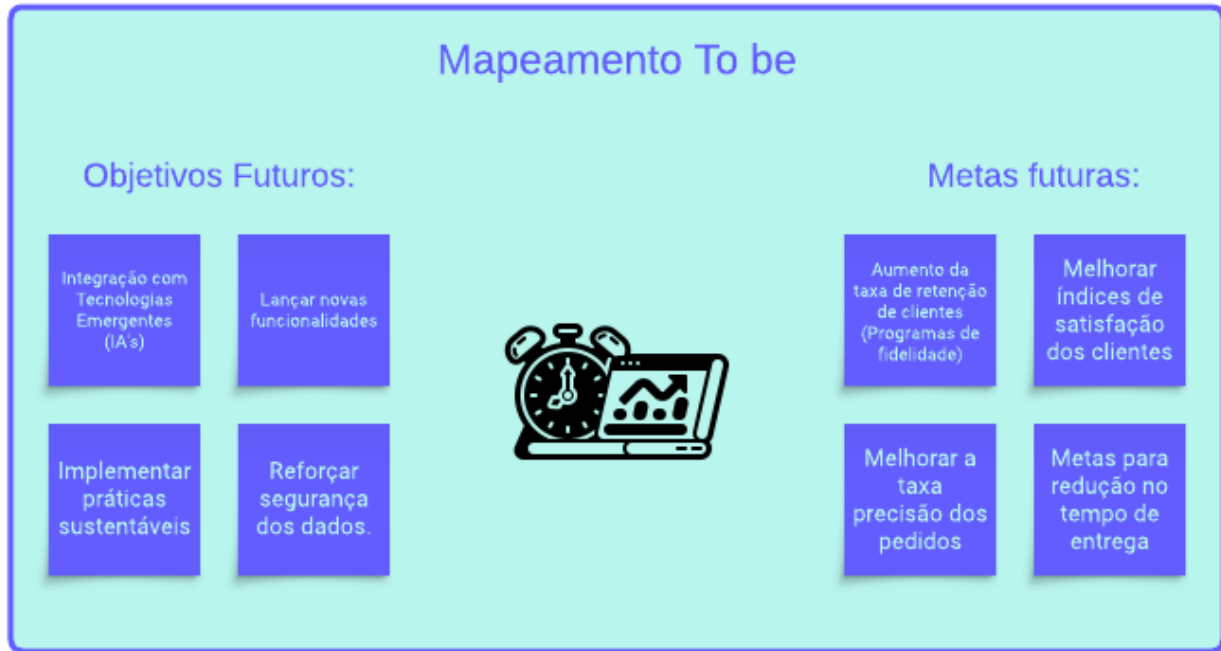 Mapeamento To be
Objetivos Futuros:
Integração com
Tecnologias
Emergentes
(IA's)
Lançar novas
funcionalidades
Implementar
práticas
sustentáveis
Reforçar
segurança
dos dados.
Metas futuras:
Aumento da
taxa de retenção
de clientes
(Programas de
fidelidade)
Melhorar
índices de
satisfação
dos clientes
Melhorar a
taxa
precisão dos
pedidos
Metas para
redução no
tempo de
entrega